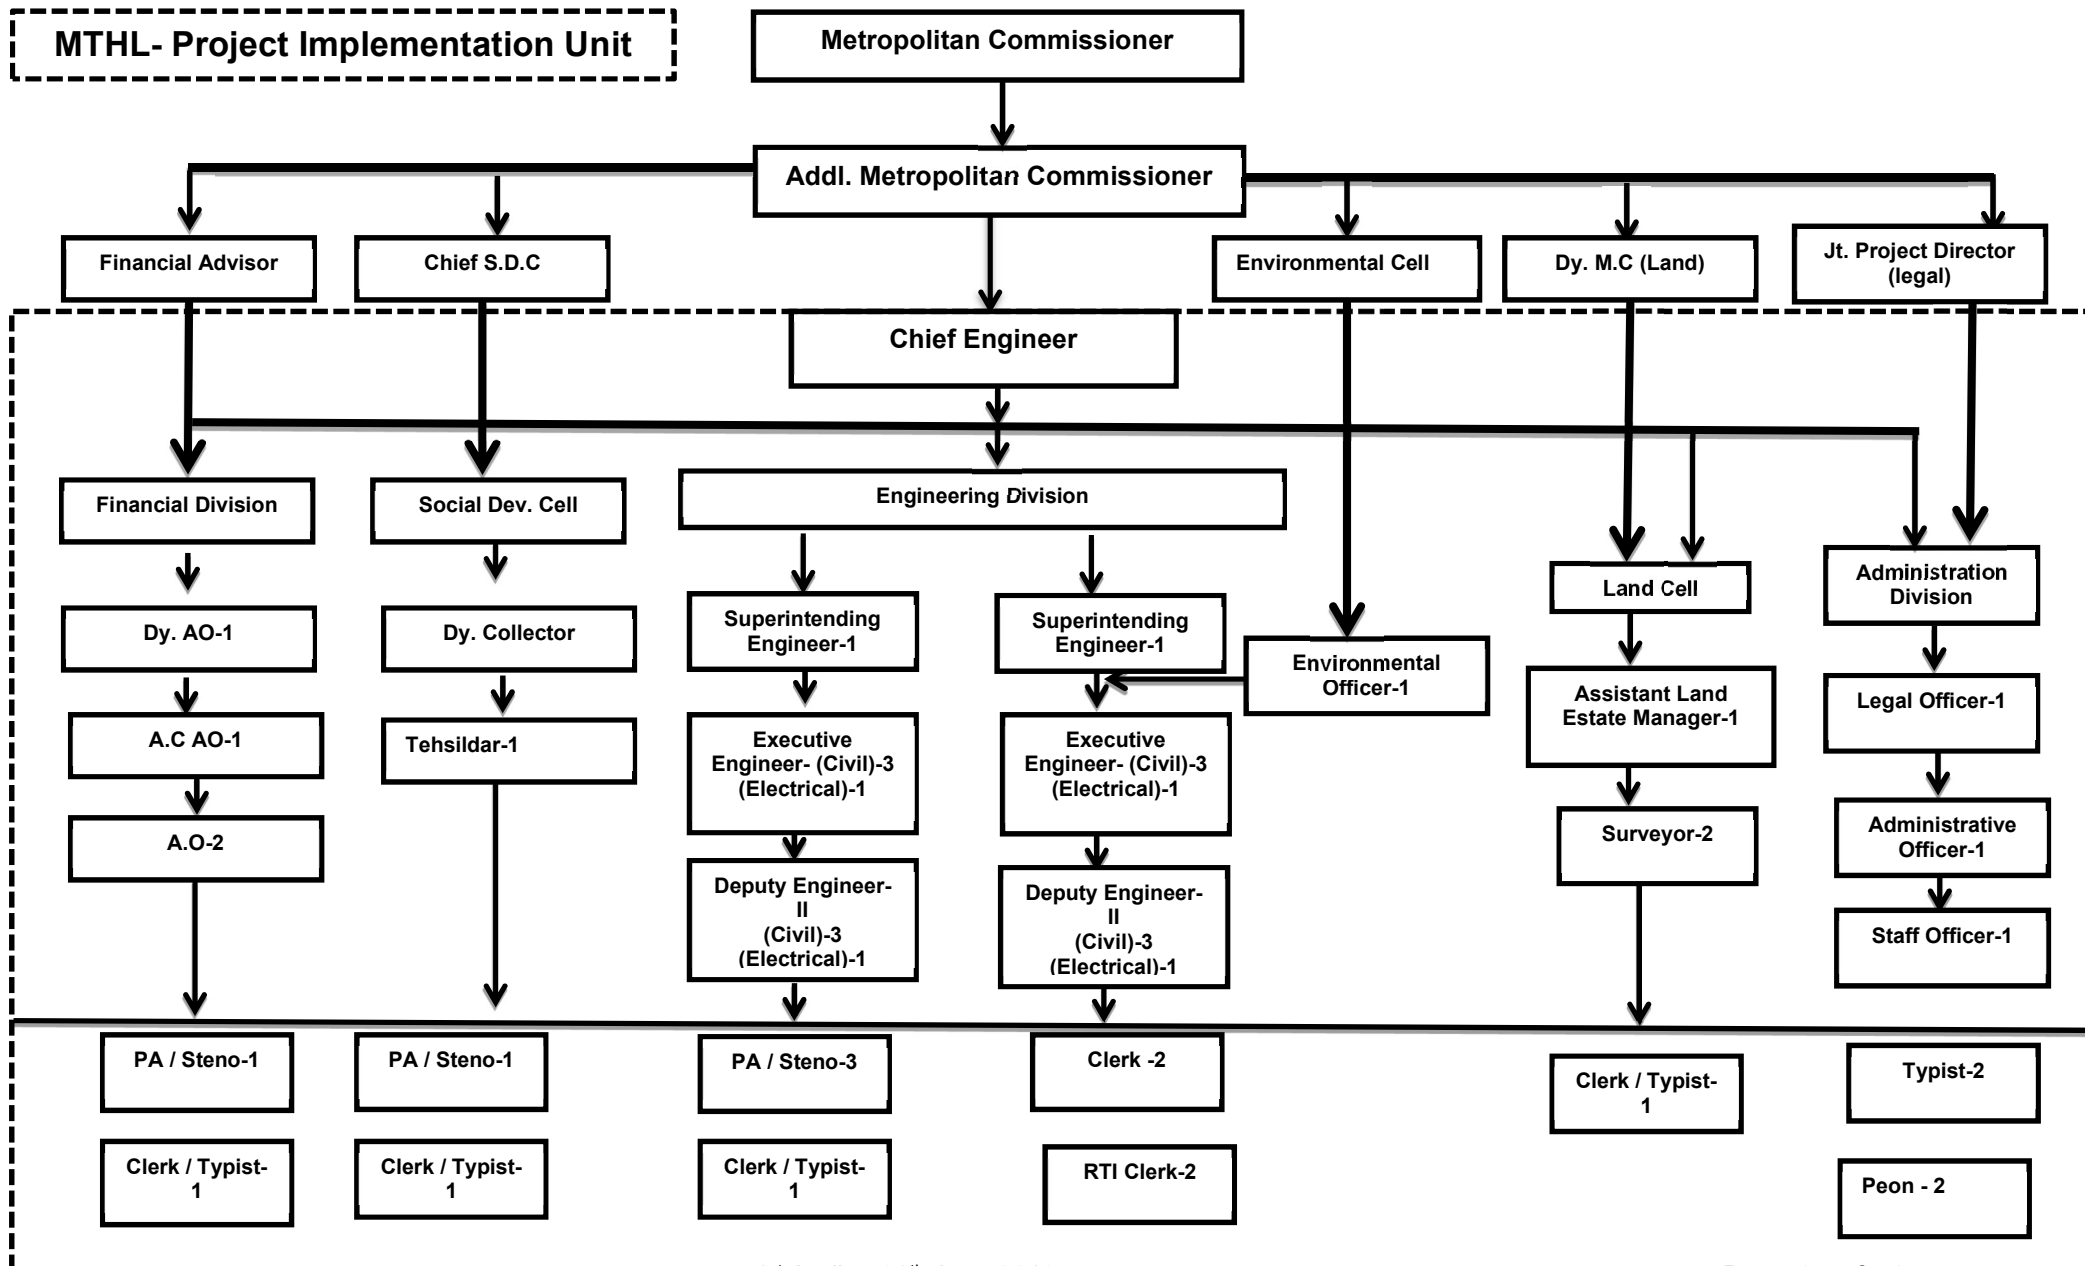 MTHL- Project Implementation Unit
Metropolitan Commissioner
Addl. Metropolitan Commissioner
Financial Advisor
Chief S.D.C
Environmental Cell
Dy. M.C (Land)
Jt. Project Director
(legal)
Chief Engineer
Financial Division
Social Dev. Cell
Engineering Division
Land Cell
Administration
Division
Dy. AO-1
Dy. Collector
Superintending
Engineer-1
Superintending
Engineer-1
Environmental
Officer-1
Assistant Land
Estate Manager-1
Legal Officer-1
A.C AO-1
Tehsildar-1
Executive
Engineer- (Civil)-3
(Electrical)-1
Executive
Engineer- (Civil)-3
(Electrical)-1
A.O-2
Surveyor-2
Administrative
Officer-1
Deputy Engineer-
II
(Civil)-3
(Electrical)-1
Deputy Engineer-
II
(Civil)-3
(Electrical)-1
Staff Officer-1
PA / Steno-1
PA / Steno-1
PA / Steno-3
Clerk -2
Clerk / Typist-
1
Typist-2
Clerk / Typist-
1
Clerk / Typist-
1
Clerk / Typist-
1
RTI Clerk-2
Peon - 2